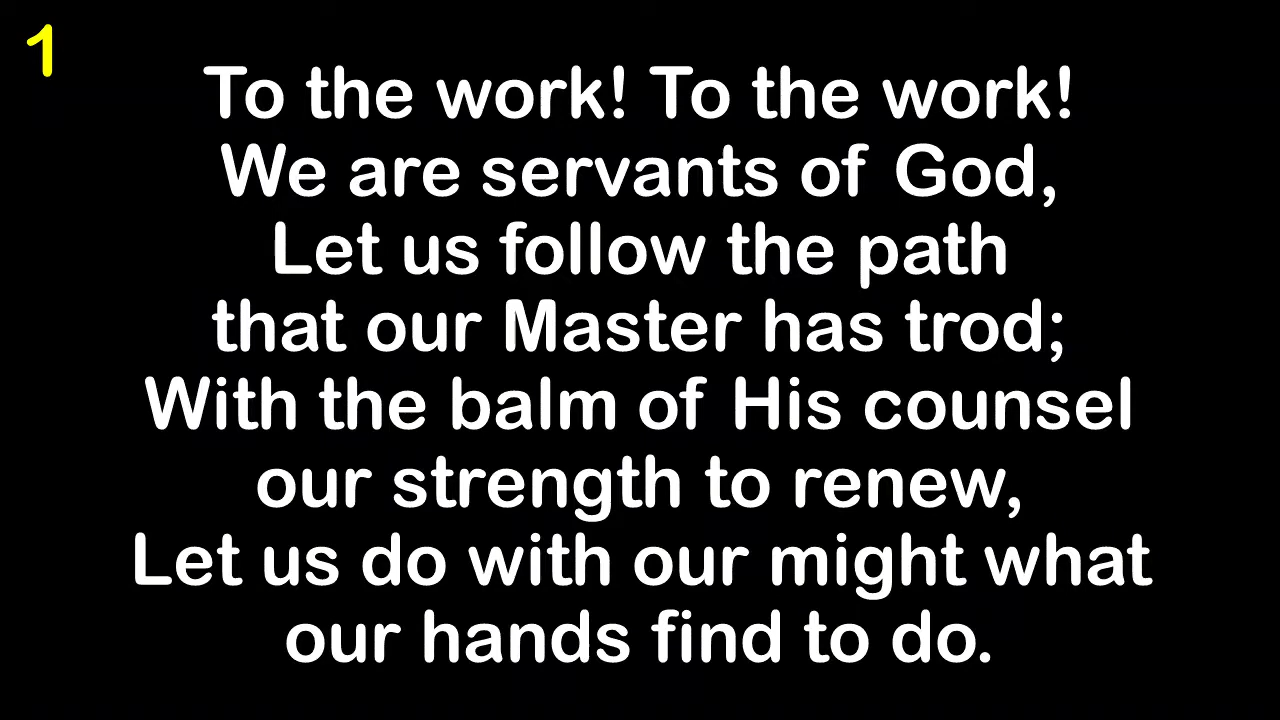 1
To the work! To the work!
We are servants of God,
Let us follow the path
that our Master has trod;
With the balm of His counsel
our strength to renew,
Let us do with our might what
our hands find to do.